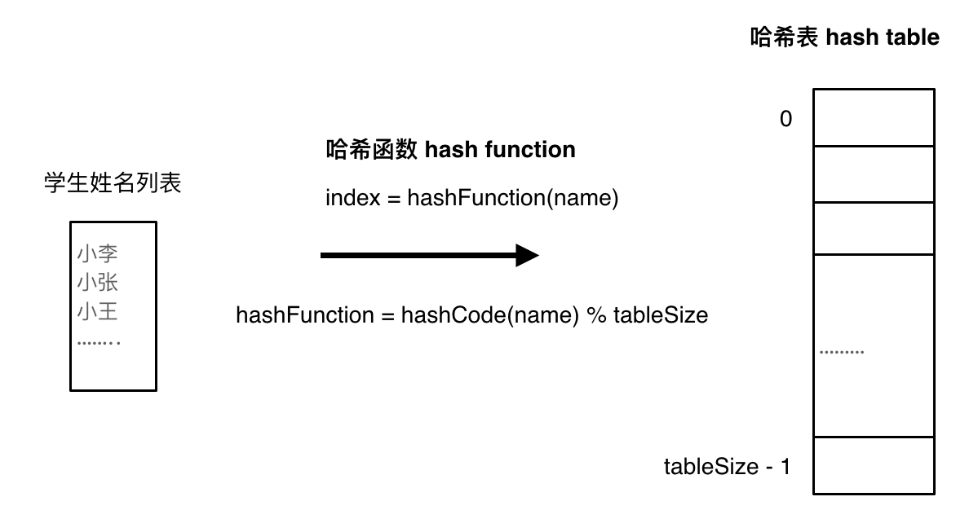 哈希表 hash table
0
哈希函数 hash function
学生姓名列表
index = hashFunction(name)
小李
小张
小王
........
hashFunction = hashCode(name) % tableSize
.........
tableSize - 1